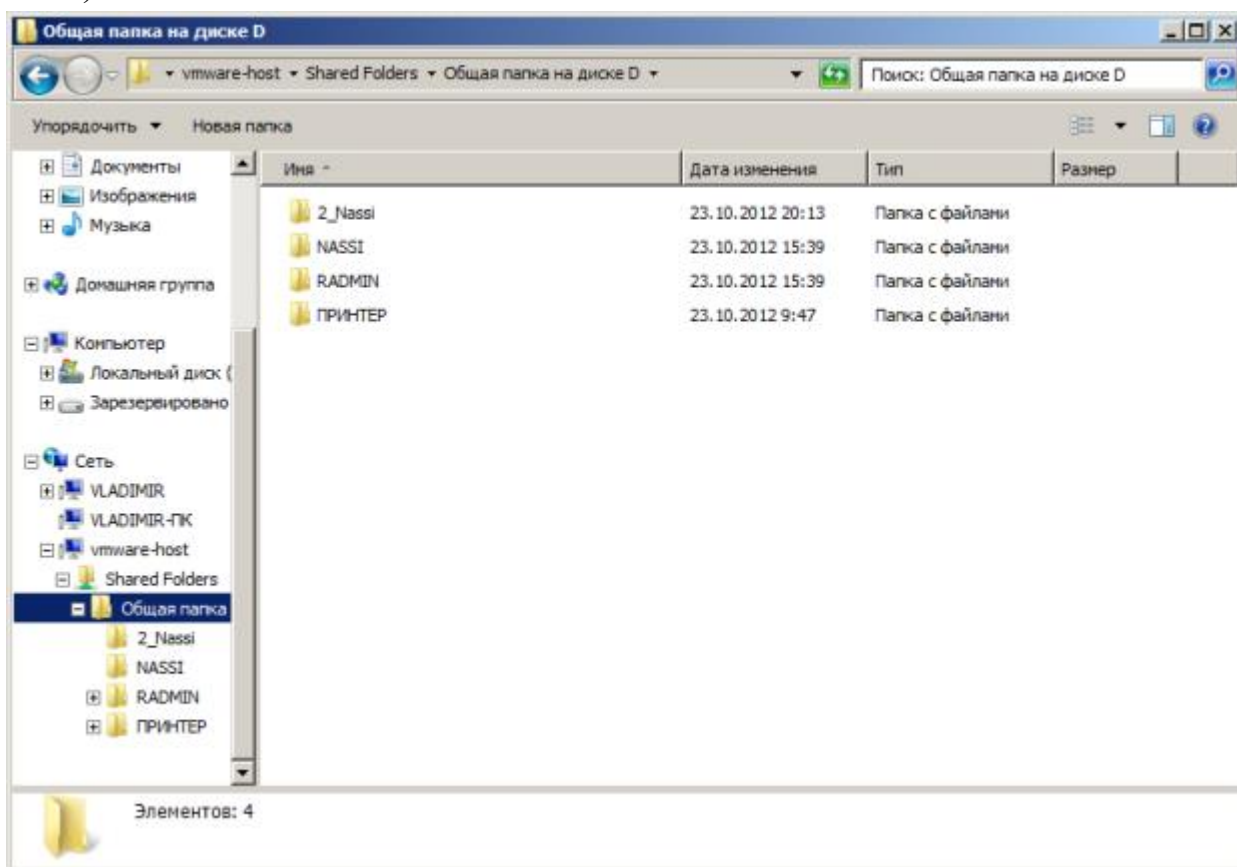 Общая папка на диске D
vmware-host Shared Folders Общая папка на диске D Поиск: Общая папка на диске D
Упорядочить Новая папка
Документы
Изображения
Музыка
Домашняя группа
Компьютер
Локальный диск (
Зарезервировано
Сеть
VLADIMIR
VLADIMIR-ПК
vmware-host
Shared Folders
Общая папка
2_Nassi
NASSI
RADMIN
ПРИНТЕР
Имя Дата изменения Тип Размер
2_Nassi 23.10.2012 20:13 Папка с файлами
NASSI 23.10.2012 15:39 Папка с файлами
RADMIN 23.10.2012 15:39 Папка с файлами
ПРИНТЕР 23.10.2012 9:47 Папка с файлами
Элементов: 4